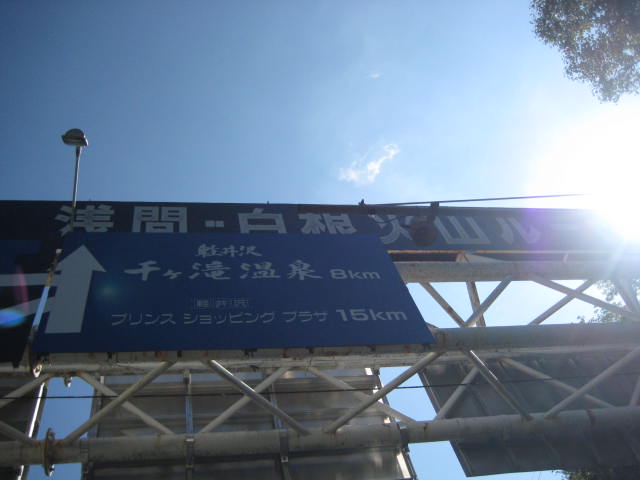 浅間-白根火山ル
軽井沢
千ヶ滝温泉 8km
軽井沢
プリンス ショッピング プラザ 15km